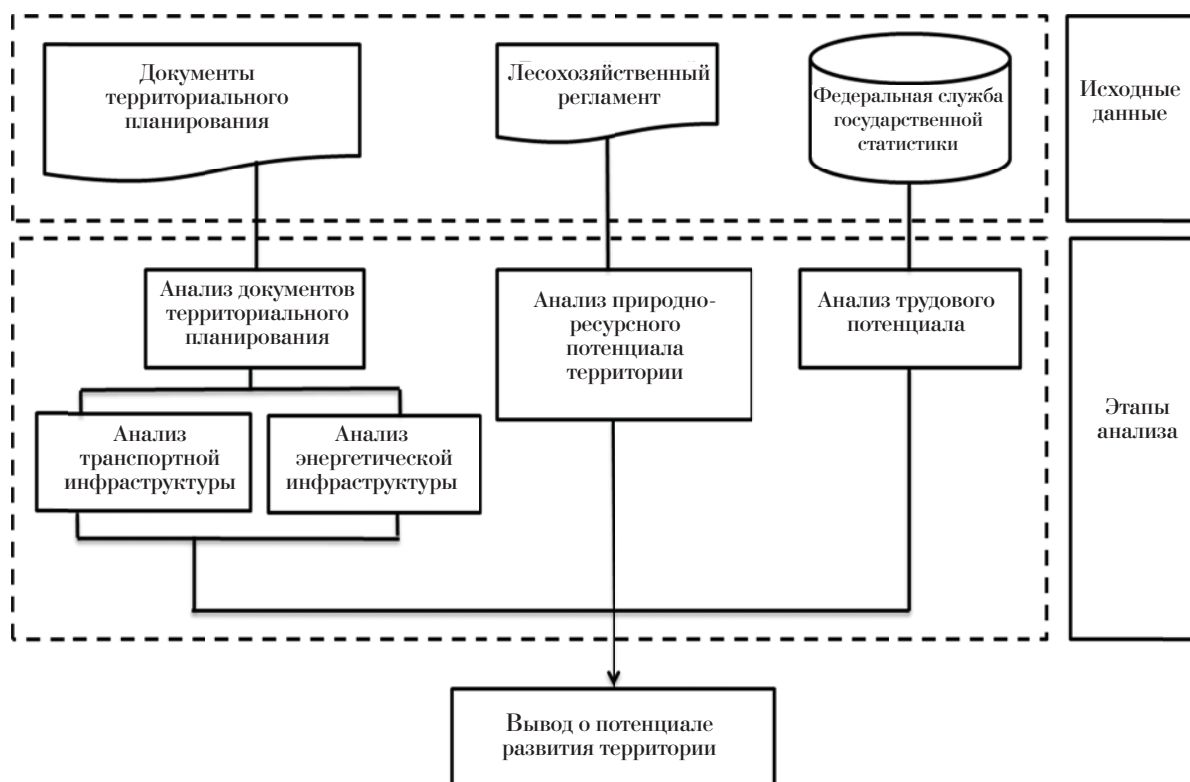 Документы
территориального
планирования
Лесохозяйственный
регламент
Федеральная служба
государственной
статистики
Исходные
данные
Анализ документов
территориального
планирования
Анализ природно-
ресурсного
потенциала
территории
Анализ трудового
потенциала
Анализ
транспортной
инфраструктуры
Анализ
энергетической
инфраструктуры
Этапы
анализа
Вывод о потенциале
развития территории